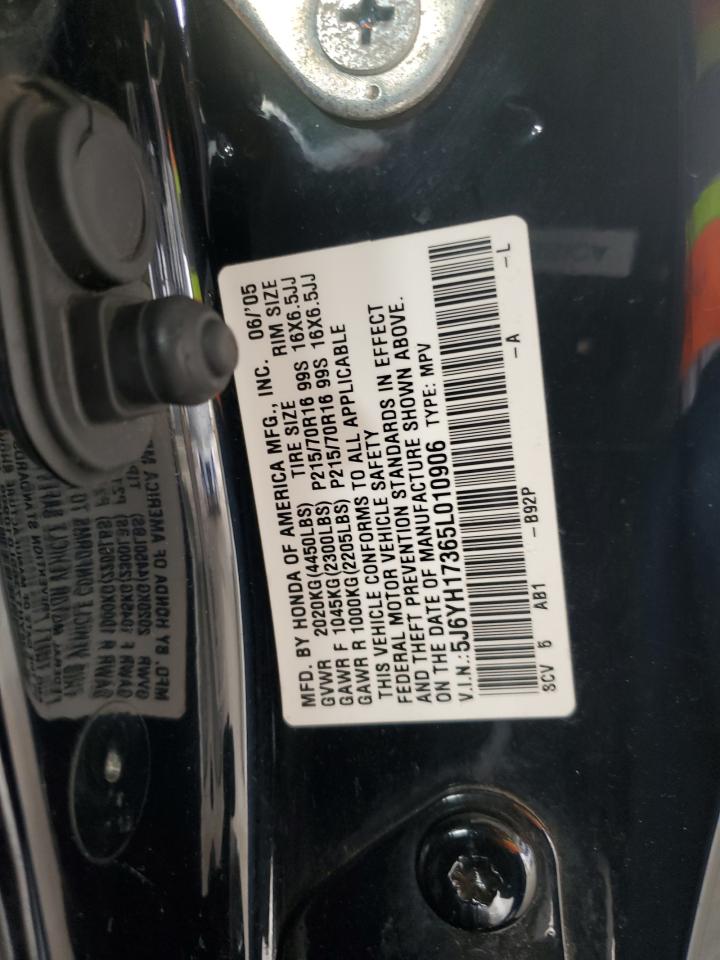 MFD. BY HONDA OF AMERICA MFG., INC. 06/'05
GVWR 2020KG(4450LBS) TIRE SIZE RIM SIZE
GAWR F 1045KG(2300LBS) P215/70R16 99S 16X6.5JJ
GAWR R 1000KG(2205LBS) P215/70R16 99S 16X6.5JJ
THIS VEHICLE CONFORMS TO ALL APPLICABLE
FEDERAL MOTOR VEHICLE SAFETY
AND THEFT PREVENTION STANDARDS IN EFFECT
ON THE DATE OF MANUFACTURE SHOWN ABOVE.
V.I.N.:5J6YH17365L010906 TYPE: MPV
SCV 5 AB1 -B92P -A -L